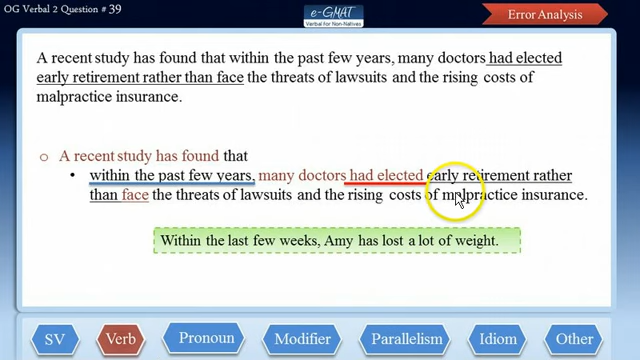 OG Verbal 2 Question # 39
e-GMAT
Verbal for Non-Natives
Error Analysis
A recent study has found that within the past few years, many doctors had elected
early retirement rather than face the threats of lawsuits and the rising costs of
malpractice insurance.
o A recent study has found that
• within the past few years, many doctors had elected early retirement rather
than face the threats of lawsuits and the rising costs of malpractice insurance.
Within the last few weeks, Amy has lost a lot of weight.
SV
Verb
Pronoun
Modifier
Parallelism
Idiom
Other